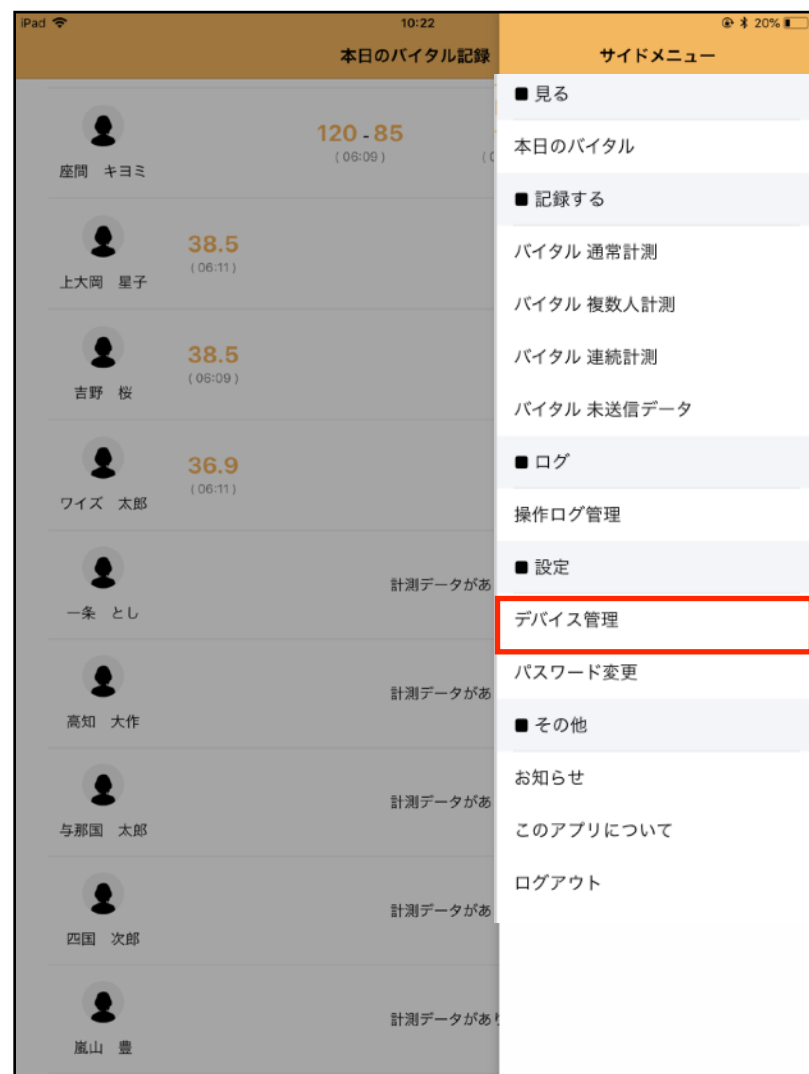 iPad 10:22 20%
本日のバイタル記録
サイドメニュー
120 - 85
( 06:09 )
座間 キヨミ
38.5
( 06:11 )
上大岡 星子
38.5
( 06:09 )
吉野 桜
36.9
( 06:11 )
ワイズ 太郎
計測データがあ
一条 とし
計測データがあ
高知 大作
計測データがあ
与那国 太郎
計測データがあ
四国 次郎
計測データがあ
嵐山 豊
■ 見る
本日のバイタル
■ 記録する
バイタル 通常計測
バイタル 複数人計測
バイタル 連続計測
バイタル 未送信データ
■ ログ
操作ログ管理
■ 設定
デバイス管理
パスワード変更
■ その他
お知らせ
このアプリについて
ログアウト